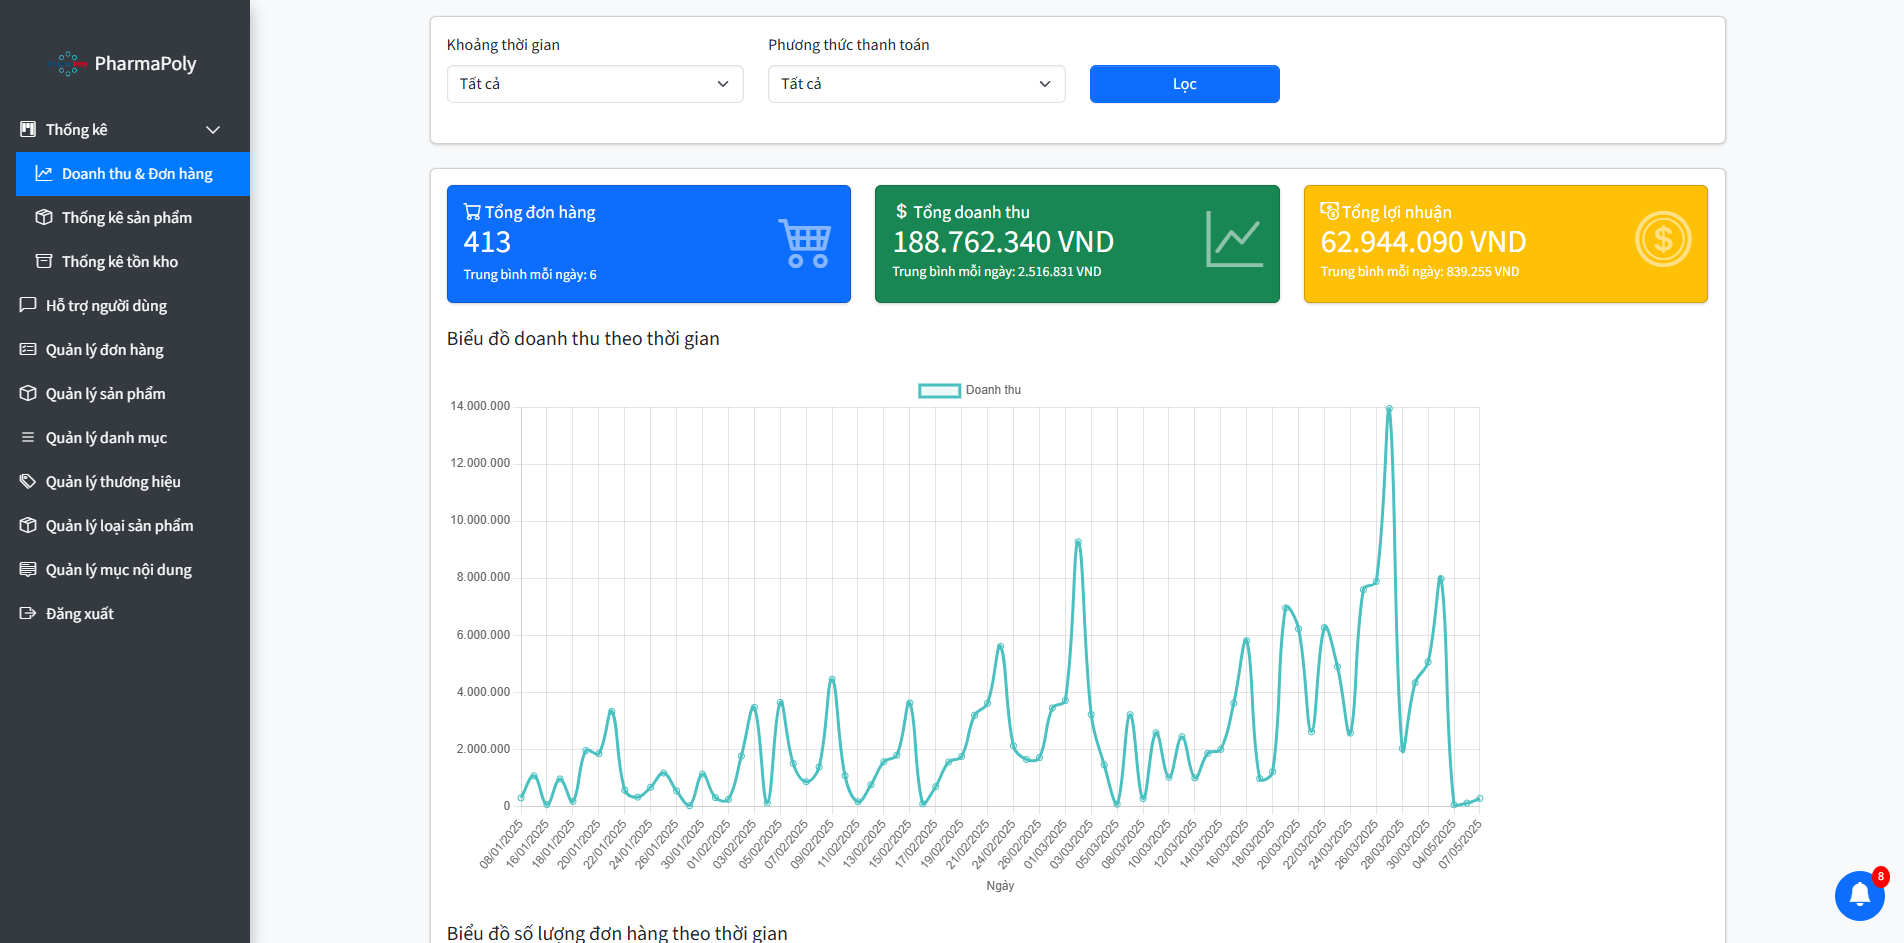 PharmaPoly
Thống kê
Doanh thu & Đơn hàng
Thống kê sản phẩm
Thống kê tồn kho
Hỗ trợ người dùng
Quản lý đơn hàng
Quản lý sản phẩm
Quản lý danh mục
Quản lý thương hiệu
Quản lý loại sản phẩm
Quản lý mục nội dung
Đăng xuất
Khoảng thời gian
Tất cả
Phương thức thanh toán
Tất cả
Lọc
Tổng đơn hàng
413
Trung bình mỗi ngày: 6
$ Tổng doanh thu
188.762.340 VND
Trung bình mỗi ngày: 2.516.831 VND
Tổng lợi nhuận
62.944.090 VND
Trung bình mỗi ngày: 839.255 VND
$
Biểu đồ doanh thu theo thời gian
Doanh thu
14.000.000
12.000.000
10.000.000
8.000.000
6.000.000
4.000.000
2.000.000
0
08/01/2025
16/01/2025
18/01/2025
20/01/2025
22/01/2025
24/01/2025
26/01/2025
30/01/2025
01/02/2025
03/02/2025
05/02/2025
07/02/2025
09/02/2025
11/02/2025
13/02/2025
15/02/2025
17/02/2025
19/02/2025
21/02/2025
24/02/2025
26/02/2025
01/03/2025
03/03/2025
05/03/2025
08/03/2025
10/03/2025
12/03/2025
14/03/2025
16/03/2025
18/03/2025
20/03/2025
22/03/2025
24/03/2025
26/03/2025
28/03/2025
30/03/2025
04/05/2025
07/05/2025
Ngày
Biểu đồ số lượng đơn hàng theo thời gian
8